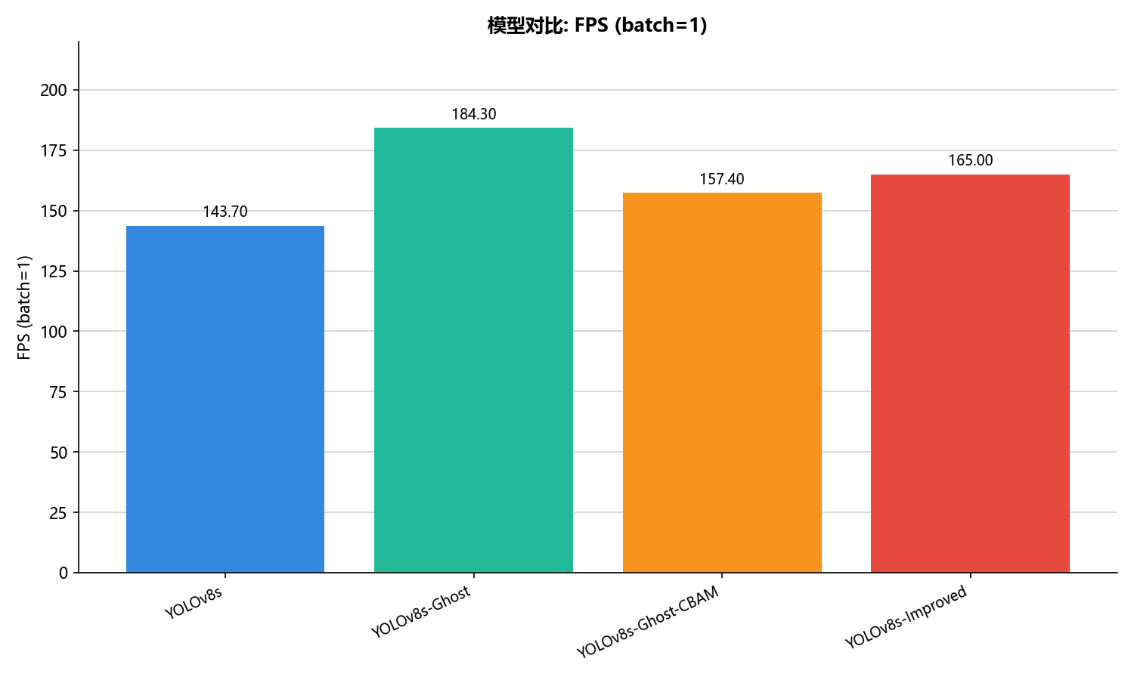 模型对比: FPS (batch=1)
FPS (batch=1)
200
175
150
125
100
75
50
25
0
143.70
184.30
157.40
165.00
YOLOv8s
YOLOv8s-Ghost
YOLOv8s-Ghost-CBAM
YOLOv8s-Improved